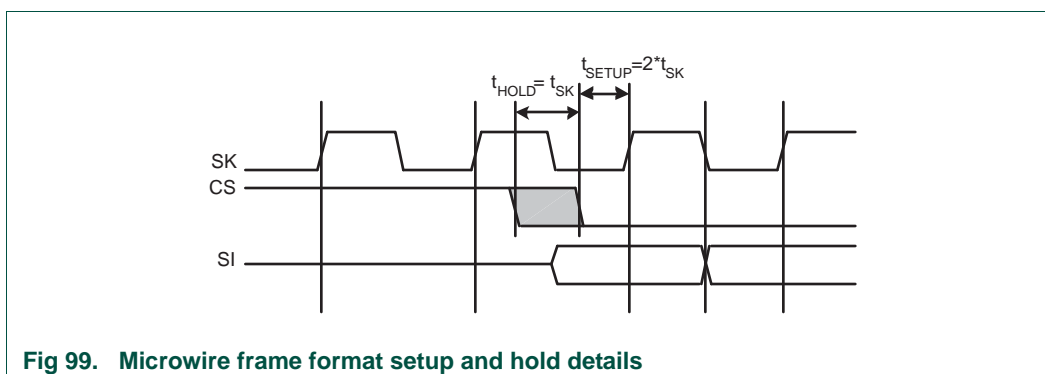 tSETUP=2*tSK
tHOLD= tSK
SK
CS
SI
Fig 99. Microwire frame format setup and hold details